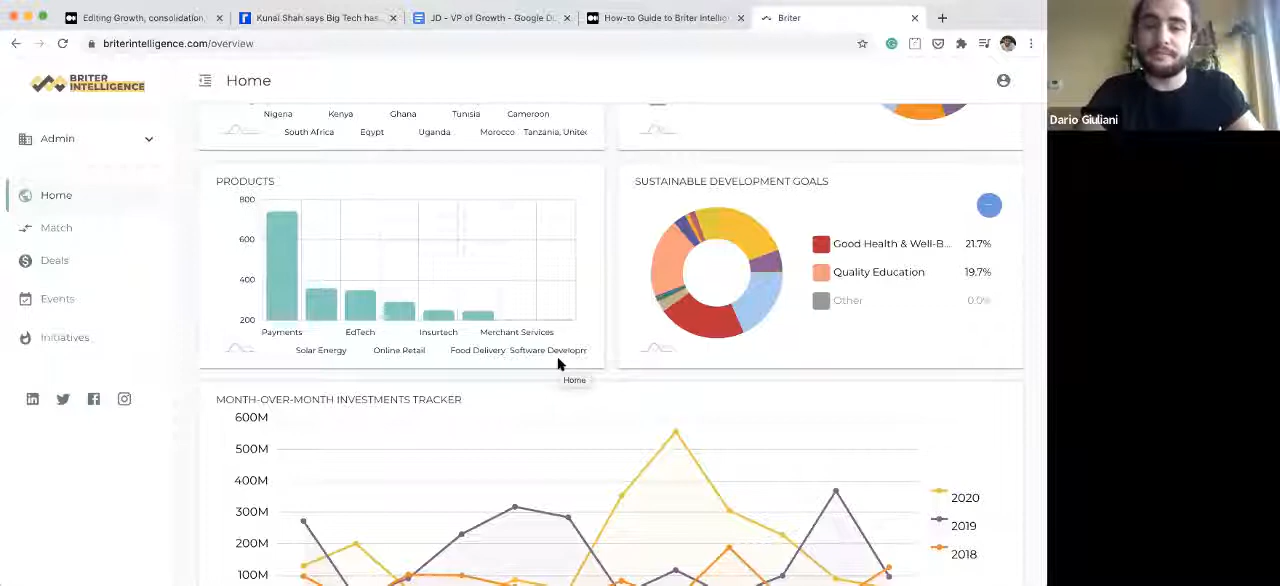 Editing Growth, consolidation,
Kunal Shah says Big Tech has
JD - VP of Growth - Google Do
How-to Guide to Briter Intellig
Briter
briterintelligence.com/overview
BRITER
INTELLIGENCE
Home
Admin
Home
Match
Deals
Events
Initiatives
Nigeria Kenya Ghana Tunisia Cameroon
South Africa Egypt Uganda Morocco Tanzania, Unitec
PRODUCTS
800
600
400
200
Payments EdTech Insurtech Merchant Services
Solar Energy Online Retail Food Delivery Software Developm
Home
SUSTAINABLE DEVELOPMENT GOALS
Good Health & Well-B... 21.7%
Quality Education 19.7%
Other 0.0%
MONTH-OVER-MONTH INVESTMENTS TRACKER
600M
500M
400M
300M
200M
100M
2020
2019
2018
Dario Giuliani